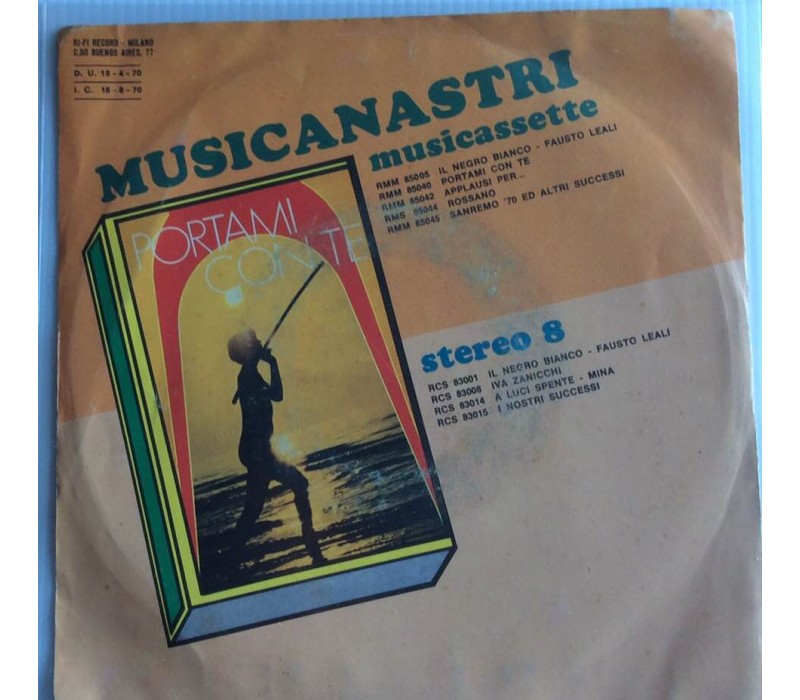 RI-FI RECORD - MILANO
C.SO BUENOS AIRES, 77
D. U. 15 - 4 - 70
I. C. 15 - 8 - 70
MUSICANASTRI
musicassette
RMM 85005 IL NEGRO BIANCO - FAUSTO LEALI
RMM 85040 PORTAMI CON TE
RMM 85042 APPLAUSI PER...
RMS 85044 ROSSANO
RMM 85045 SANREMO '70 ED ALTRI SUCCESSI
PORTAMI
CON TE
stereo 8
RCS 83001 IL NEGRO BIANCO - FAUSTO LEALI
RCS 83008 IVA ZANICCHI
RCS 83014 A LUCI SPENTE - MINA
RCS 83015 I NOSTRI SUCCESSI